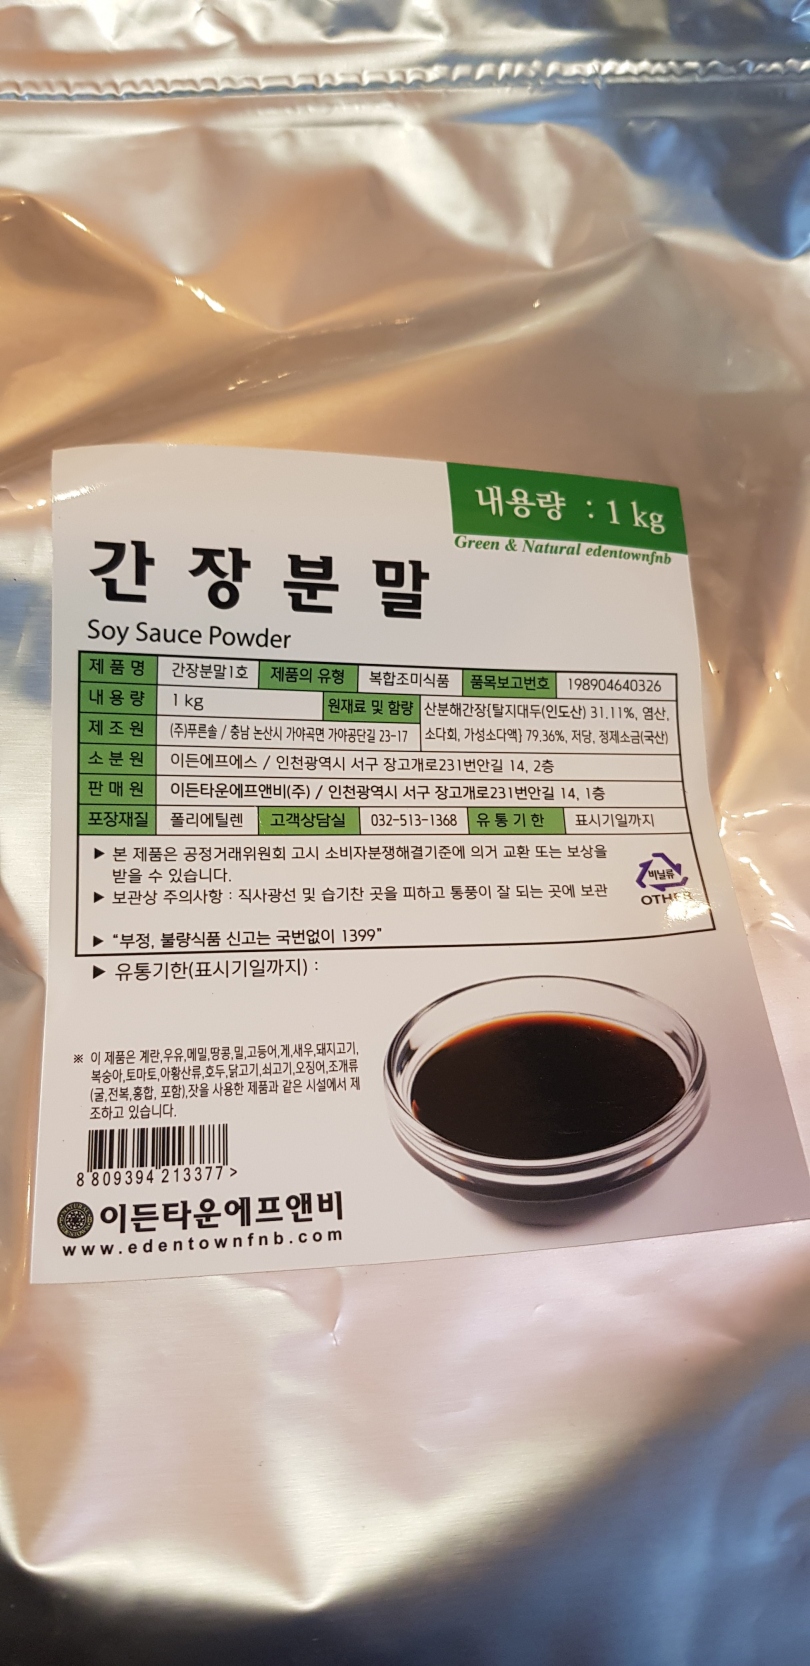 내용량 : 1 kg
Green & Natural edentownfnb
간장분말
Soy Sauce Powder
제품명 간장분말1호 제품의 유형 복합조미식품 품목보고번호 198904640326
내용량 1 kg 원재료 및 함량 산분해간장{탈지대두(인도산) 31.11%, 염산,
제조원 (주)푸른솔 / 충남 논산시 가야곡면 가야공단길 23-17 소다회, 가성소다액} 79.36%, 저당, 정제소금(국산)
소분원 이든에프에스 / 인천광역시 서구 장고개로231번안길 14, 2층
판매원 이든타운에프앤비(주) / 인천광역시 서구 장고개로231번안길 14, 1층
포장재질 폴리에틸렌 고객상담실 032-513-1368 유통기한 표시기일까지
▶ 본 제품은 공정거래위원회 고시 소비자분쟁해결기준에 의거 교환 또는 보상을
받을 수 있습니다.
▶ 보관상 주의사항 : 직사광선 및 습기찬 곳을 피하고 통풍이 잘 되는 곳에 보관
비닐류
OTHER
▶ “부정, 불량식품 신고는 국번없이 1399”
▶ 유통기한(표시기일까지) :
※ 이 제품은 계란,우유,메밀,땅콩,밀,고등어,게,새우,돼지고기,
복숭아,토마토,아황산류,호두,닭고기,쇠고기,오징어,조개류
(굴,전복,홍합, 포함),잣을 사용한 제품과 같은 시설에서 제
조하고 있습니다.
8 809394 213377 >
이든타운에프앤비
www.edentownfnb.com